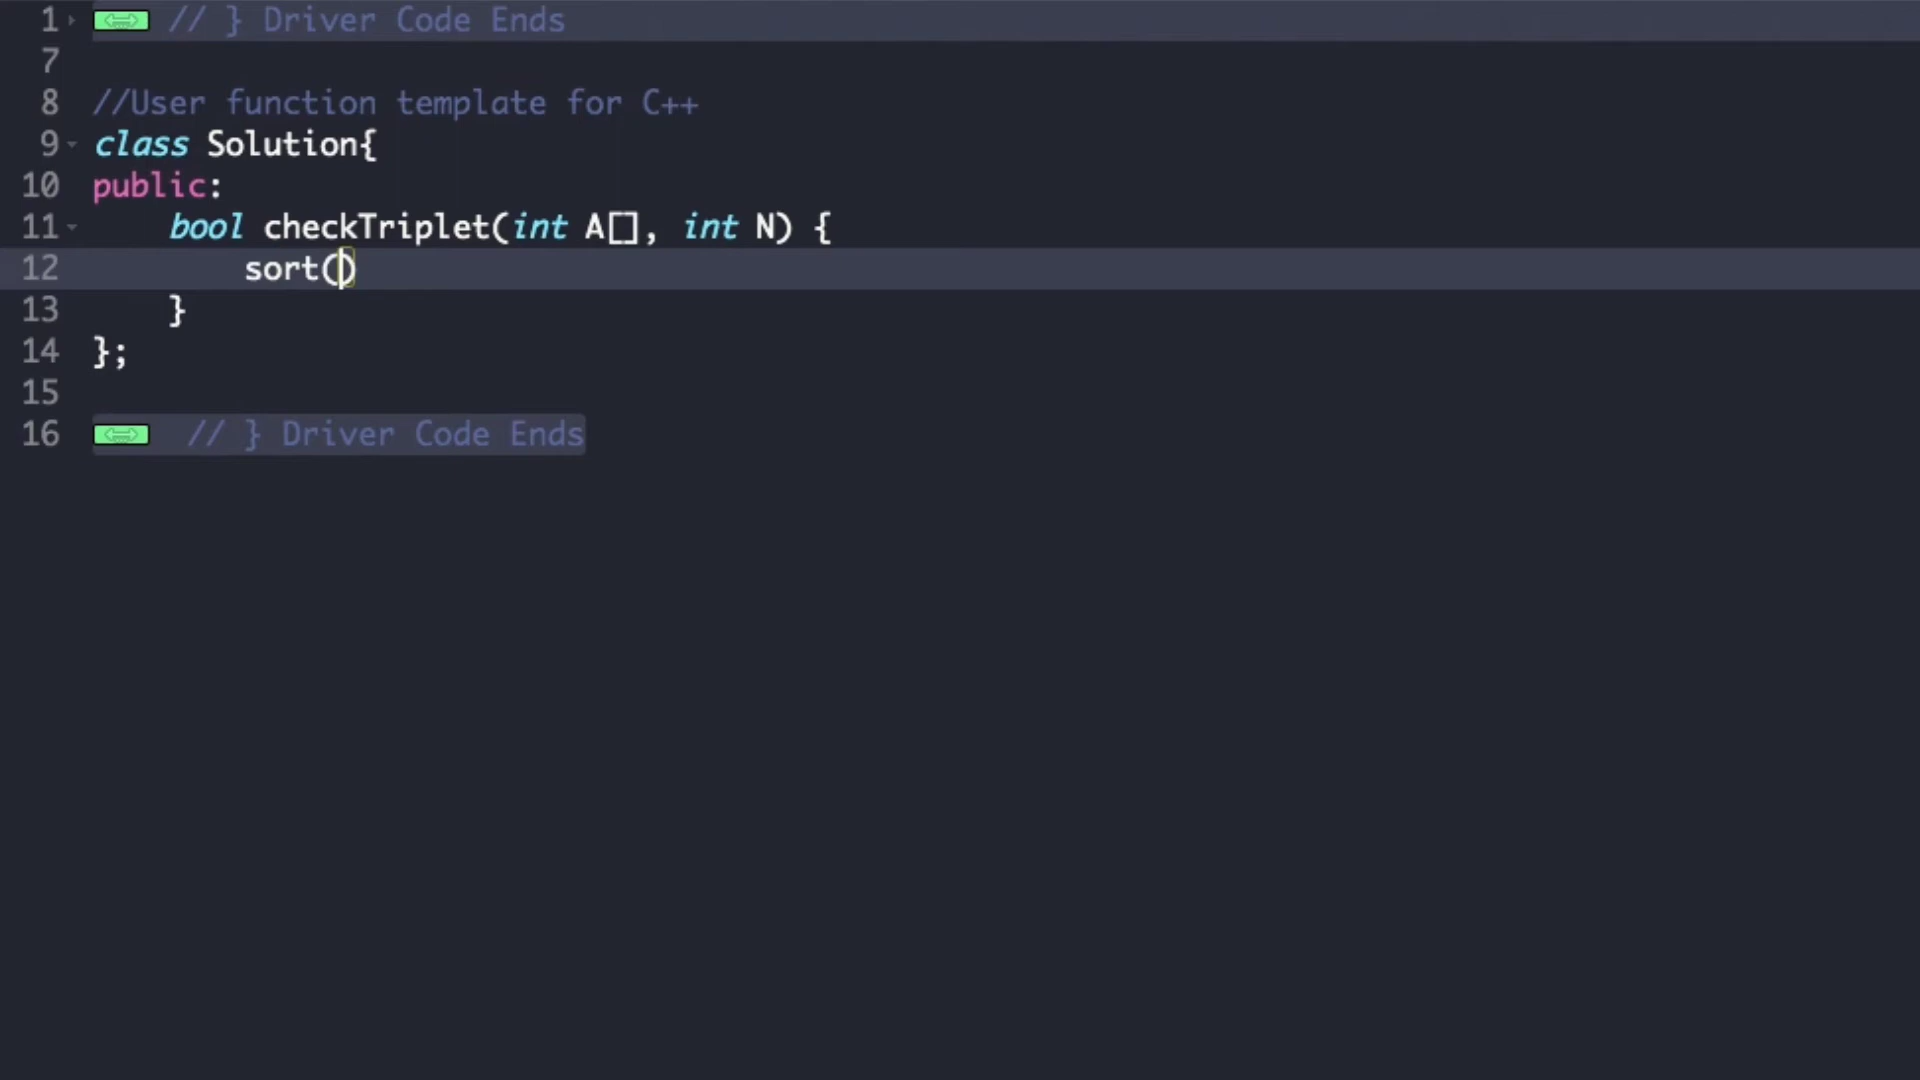 1 // } Driver Code Ends
7
8 //User function template for C++
9 class Solution{
10 public:
11 bool checkTriplet(int A[], int N) {
12 sort()
13 }
14 };
15
16 // } Driver Code Ends